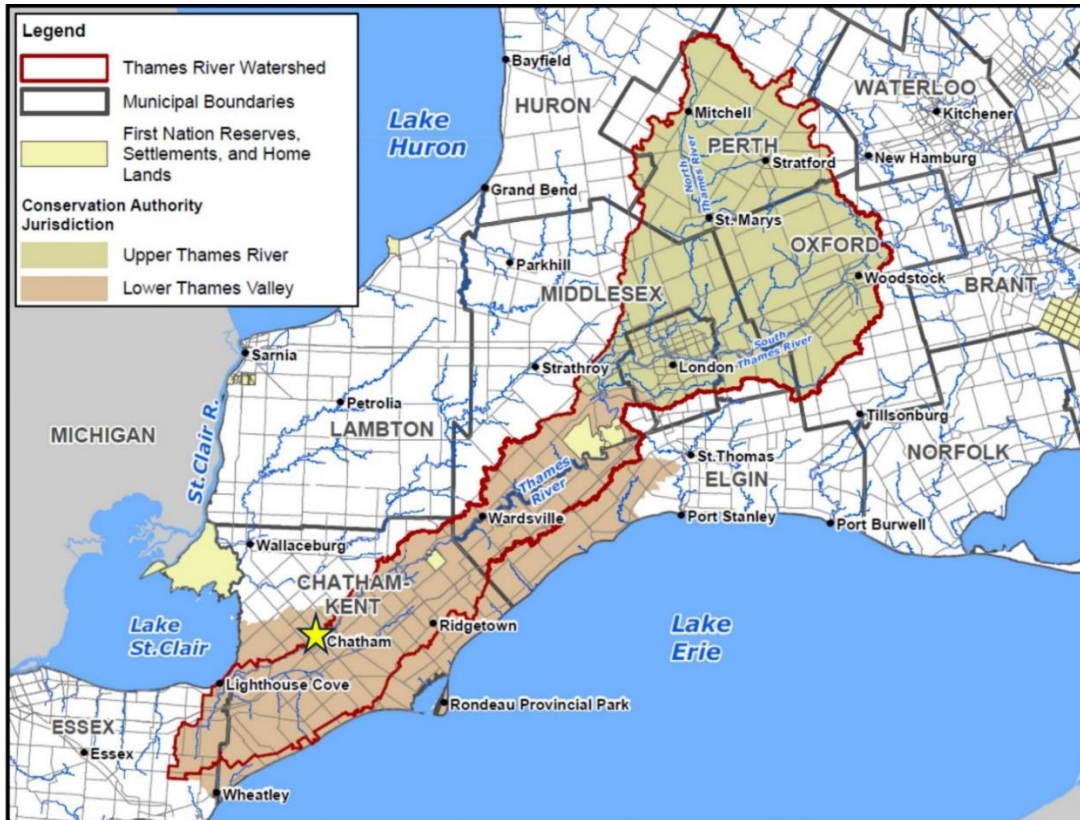 Legend
Thames River Watershed
Municipal Boundaries
First Nation Reserves,
Settlements, and Home
Lands
Conservation Authority
Jurisdiction
Upper Thames River
Lower Thames Valley
Bayfield
HURON
WATERLOO
Kitchener
Lake
Huron
Mitchell
PERTH
Stratford
New Hamburg
North
Thames River
Grand Bend
St. Marys
OXFORD
Parkhill
Woodstock
MIDDLESEX
BRANT
South
Thames River
Sarnia
Strathroy
London
Petrolia
LAMBTON
Tillsonburg
MICHIGAN
St.Clair R.
NORFOLK
St.Thomas
ELGIN
Thames
River
Wardsville
Port Stanley
Port Burwell
Wallaceburg
CHATHAM-
KENT
Lake
St.Clair
Chatham
Ridgetown
Lake
Erie
Lighthouse Cove
Rondeau Provincial Park
ESSEX
Essex
Wheatley